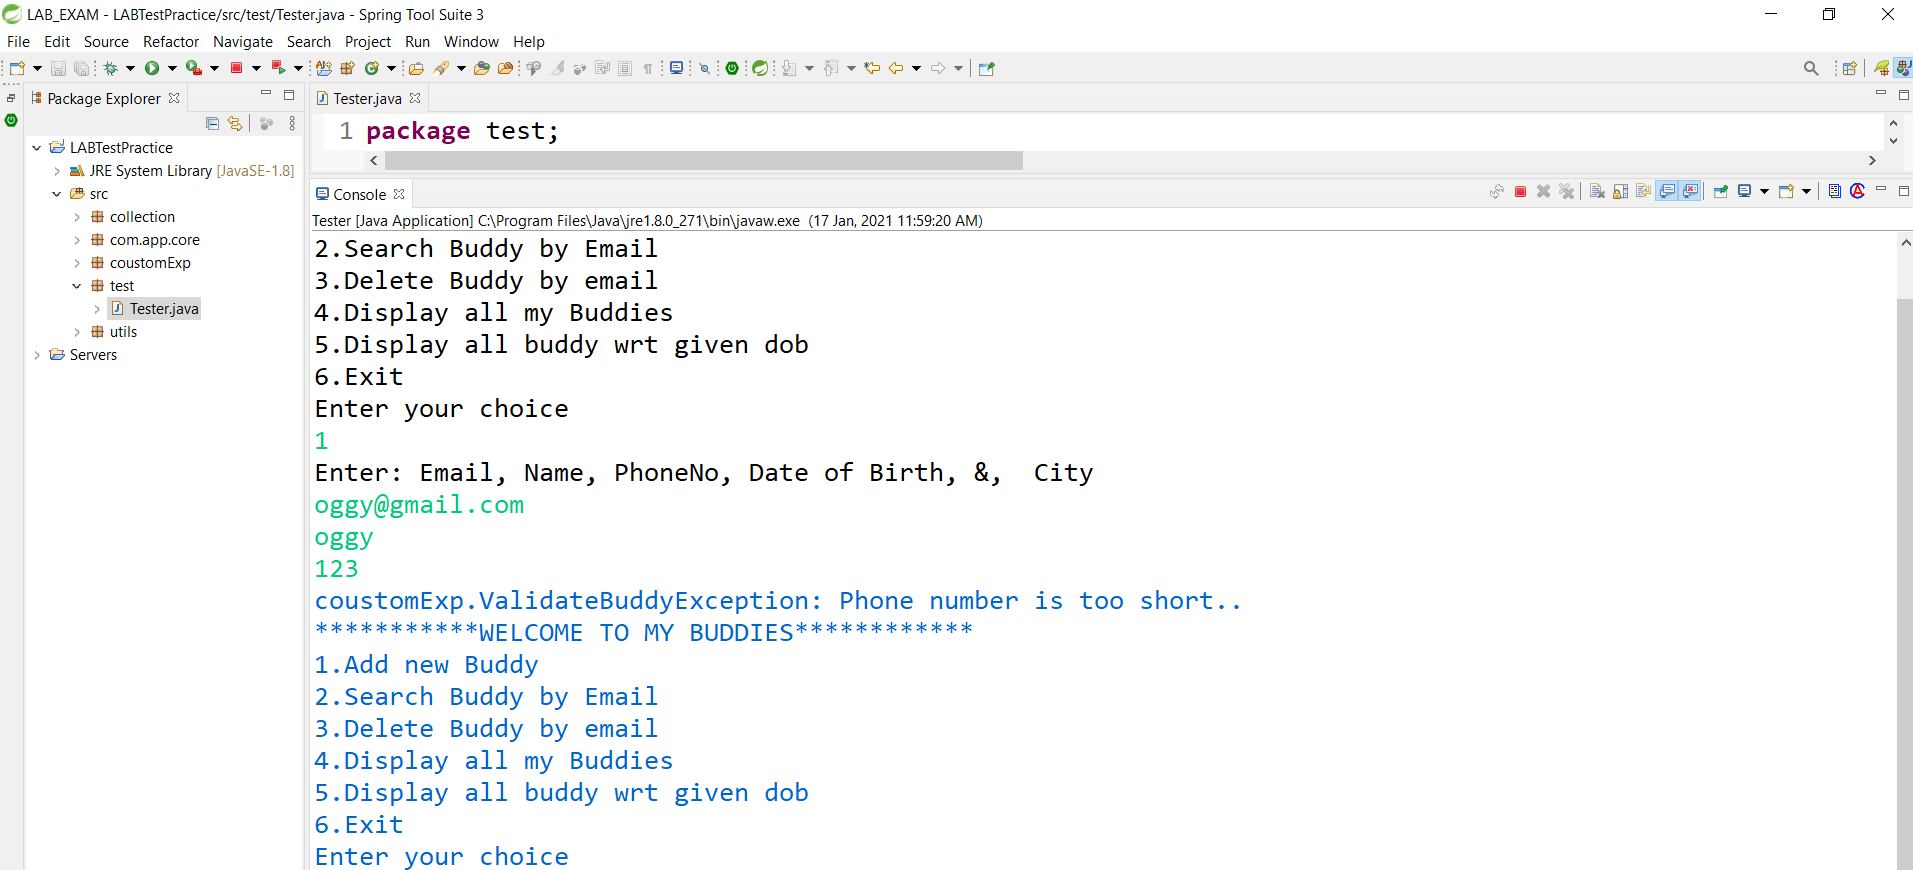 LAB_EXAM - LABTestPractice/src/test/Tester.java - Spring Tool Suite 3
File Edit Source Refactor Navigate Search Project Run Window Help
Package Explorer
LABTestPractice
JRE System Library [JavaSE-1.8]
src
collection
com.app.core
coustomExp
test
Tester.java
utils
Servers
Tester.java
1 package test;
Console
Tester [Java Application] C:\Program Files\Java\jre1.8.0_271\bin\javaw.exe (17 Jan, 2021 11:59:20 AM)
2.Search Buddy by Email
3.Delete Buddy by email
4.Display all my Buddies
5.Display all buddy wrt given dob
6.Exit
Enter your choice
1
Enter: Email, Name, PhoneNo, Date of Birth, &,  City
oggy@gmail.com
oggy
123
coustomExp.ValidateBuddyException: Phone number is too short..
***********WELCOME TO MY BUDDIES************
1.Add new Buddy
2.Search Buddy by Email
3.Delete Buddy by email
4.Display all my Buddies
5.Display all buddy wrt given dob
6.Exit
Enter your choice